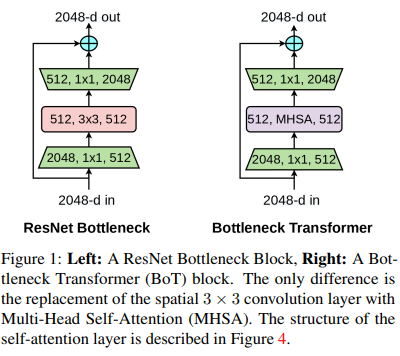 2048-d out
512, 1x1, 2048
512, 3x3, 512
2048, 1x1, 512
2048-d in
ResNet Bottleneck
2048-d out
512, 1x1, 2048
512, MHSA, 512
2048, 1x1, 512
2048-d in
Bottleneck Transformer
Figure 1: Left: A ResNet Bottleneck Block, Right: A Bot-
tleneck Transformer (BoT) block. The only difference is
the replacement of the spatial 3 × 3 convolution layer with
Multi-Head Self-Attention (MHSA). The structure of the
self-attention layer is described in Figure 4.